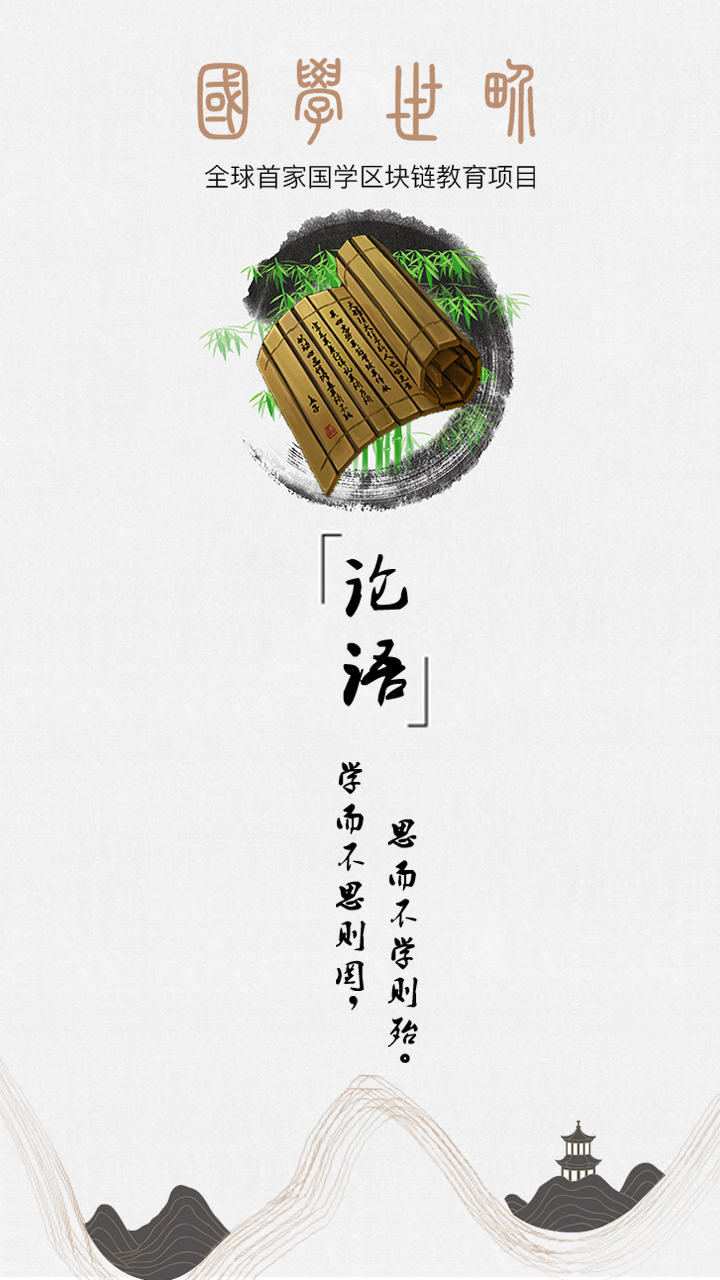 國學世界
全球首家国学区块链教育项目
「论语」
学而不思则罔，
思而不学则殆。